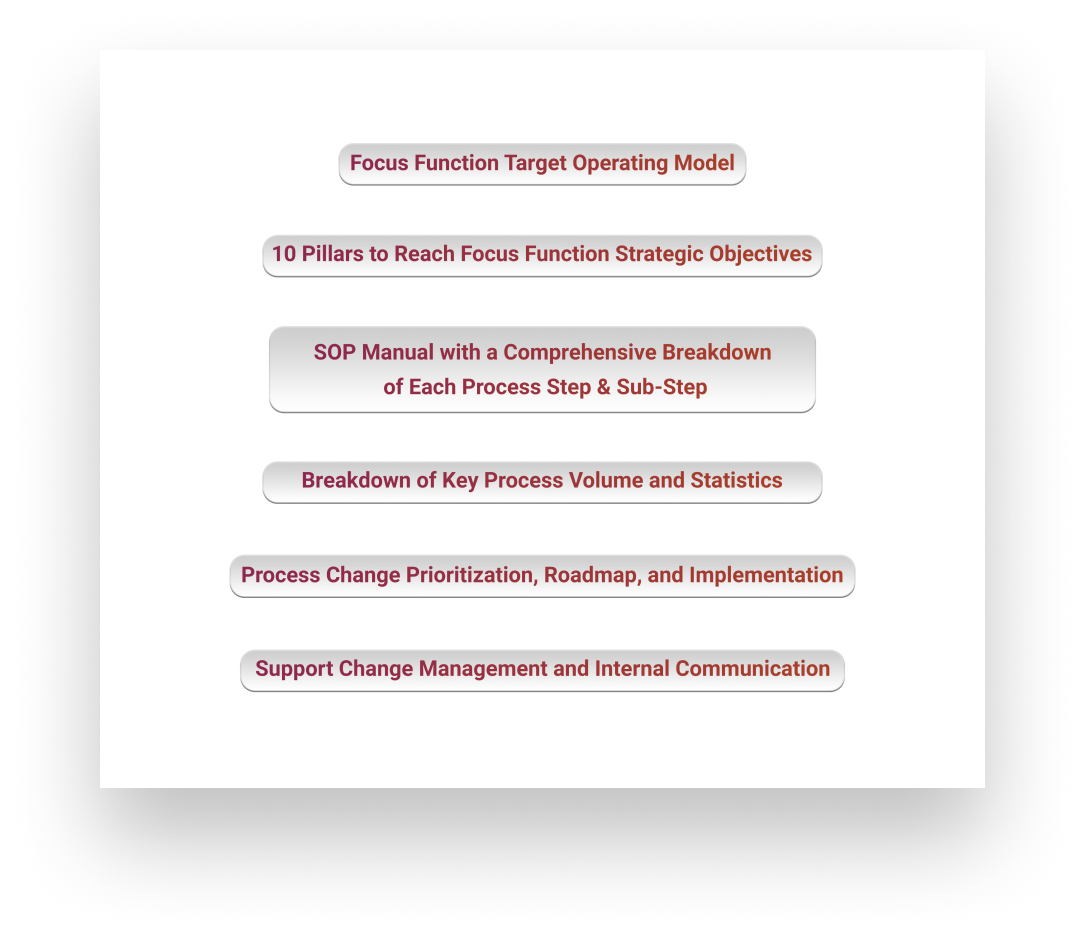 Focus Function Target Operating Model
10 Pillars to Reach Focus Function Strategic Objectives
SOP Manual with a Comprehensive Breakdown
of Each Process Step & Sub-Step
Breakdown of Key Process Volume and Statistics
Process Change Prioritization, Roadmap, and Implementation
Support Change Management and Internal Communication